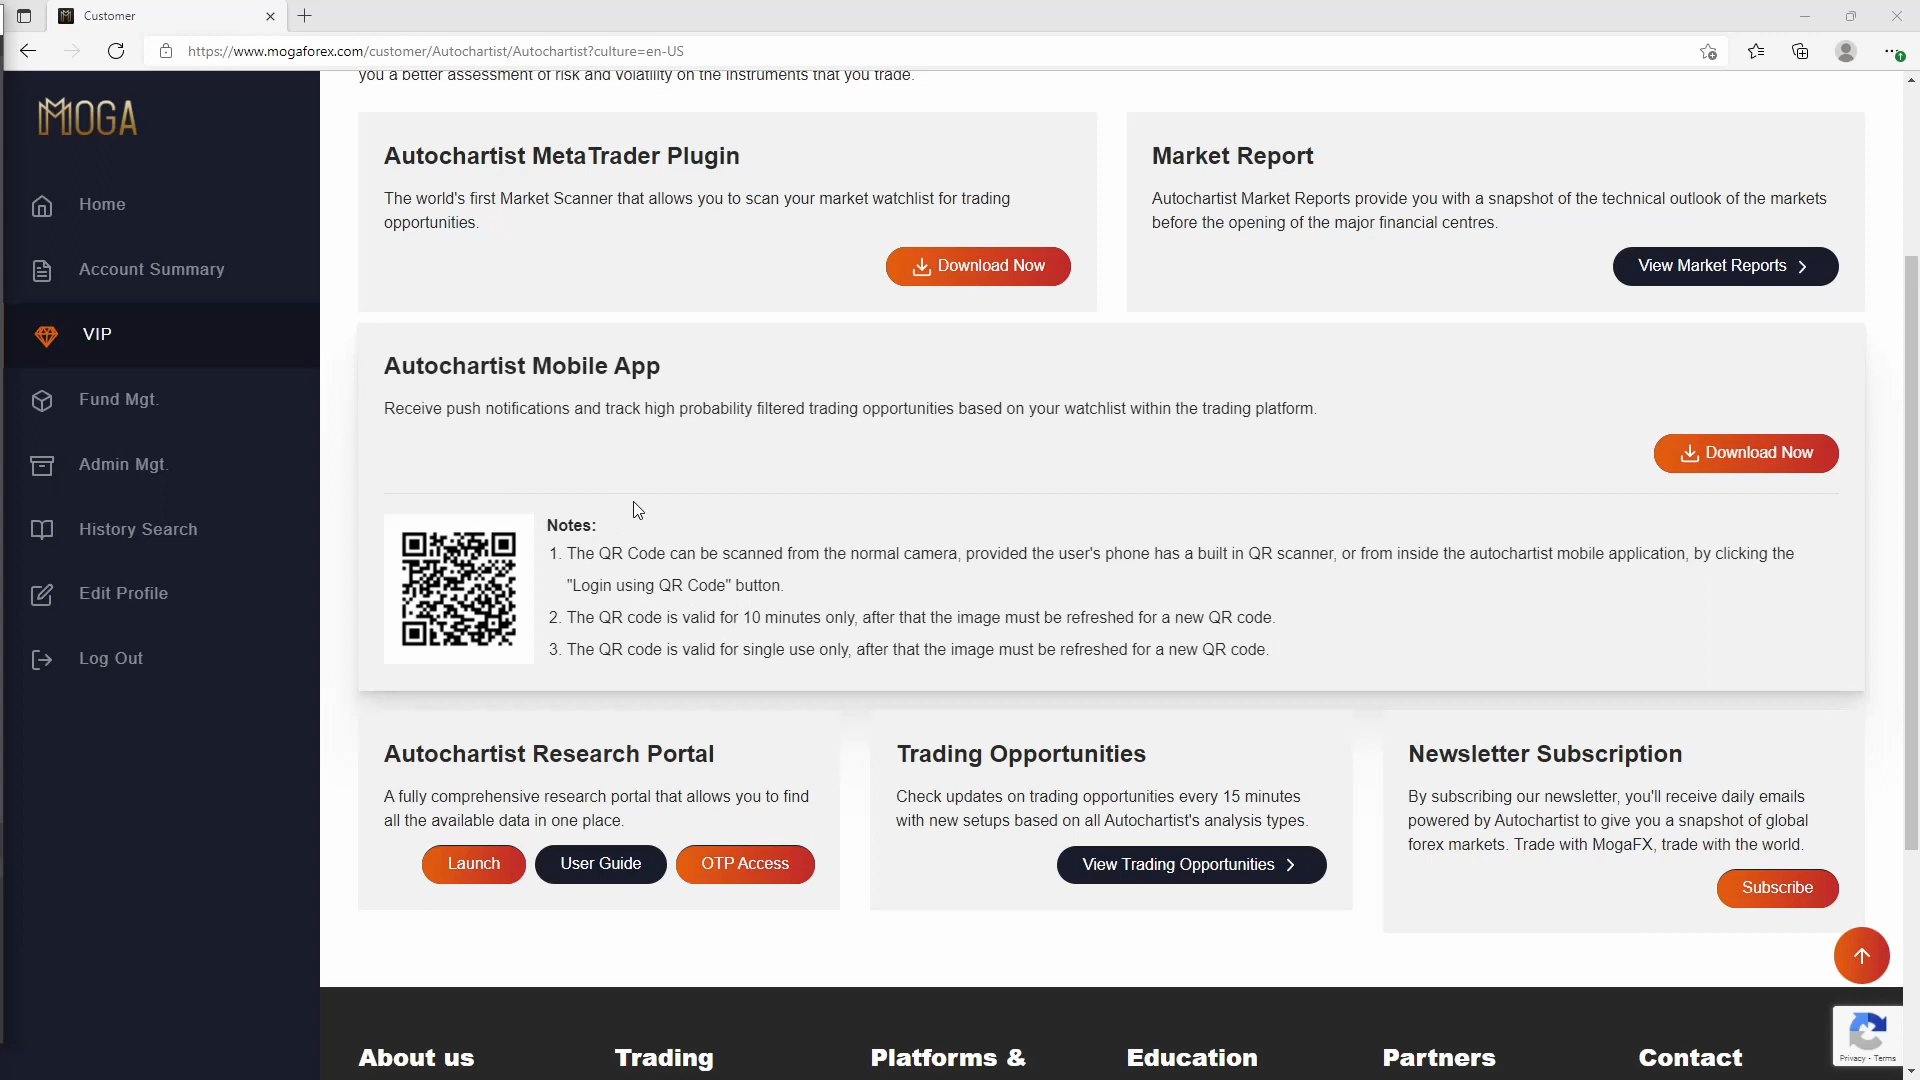 Customer
https://www.mogaforex.com/customer/Autochartist/Autochartist?culture=en-US
you a better assessment of risk and volatility on the instruments that you trade.
MOGA
Home
Account Summary
VIP
Fund Mgt.
Admin Mgt.
History Search
Edit Profile
Log Out
Autochartist MetaTrader Plugin
The world's first Market Scanner that allows you to scan your market watchlist for trading
opportunities.
Download Now
Market Report
Autochartist Market Reports provide you with a snapshot of the technical outlook of the markets
before the opening of the major financial centres.
View Market Reports
Autochartist Mobile App
Receive push notifications and track high probability filtered trading opportunities based on your watchlist within the trading platform.
Download Now
Notes:
1. The QR Code can be scanned from the normal camera, provided the user's phone has a built in QR scanner, or from inside the autochartist mobile application, by clicking the
"Login using QR Code" button.
2. The QR code is valid for 10 minutes only, after that the image must be refreshed for a new QR code.
3. The QR code is valid for single use only, after that the image must be refreshed for a new QR code.
Autochartist Research Portal
A fully comprehensive research portal that allows you to find
all the available data in one place.
Launch
User Guide
OTP Access
Trading Opportunities
Check updates on trading opportunities every 15 minutes
with new setups based on all Autochartist's analysis types.
View Trading Opportunities
Newsletter Subscription
By subscribing our newsletter, you'll receive daily emails
powered by Autochartist to give you a snapshot of global
forex markets. Trade with MogaFX, trade with the world.
Subscribe
Privacy - Terms
About us
Trading
Platforms &
Education
Partners
Contact